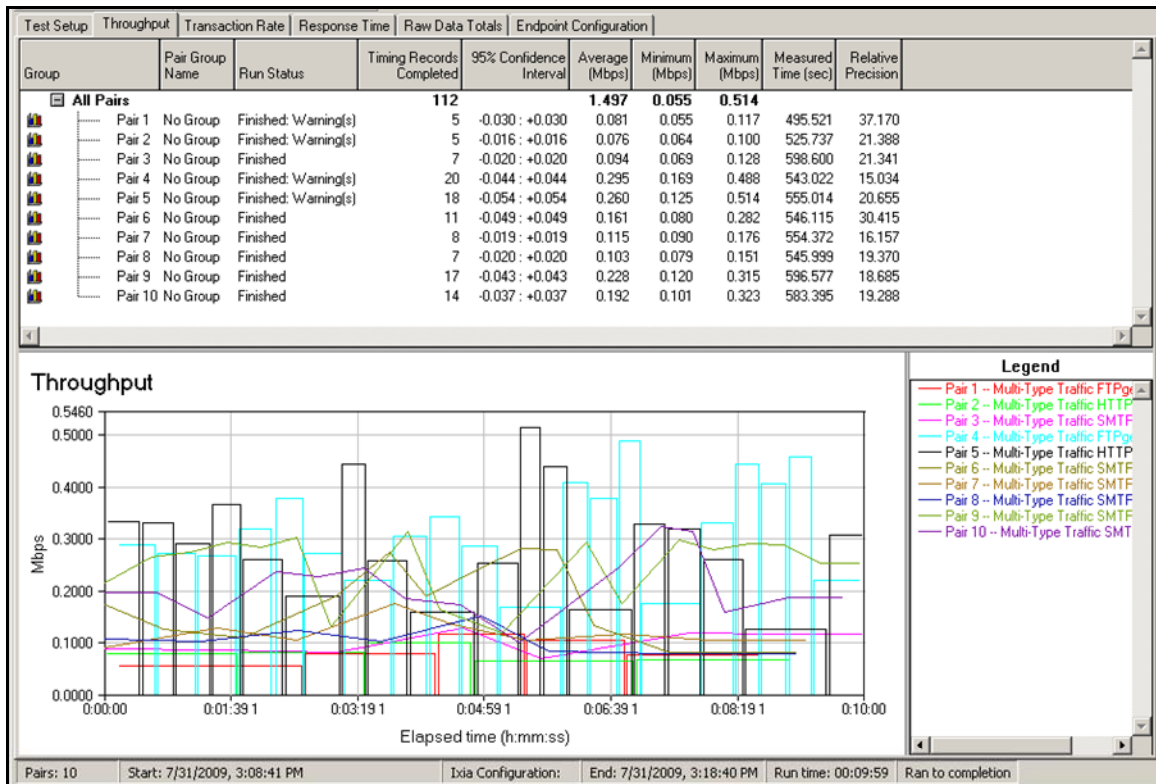 Test Setup Throughput Transaction Rate Response Time Raw Data Totals Endpoint Configuration
Group Pair Group Name Run Status Timing Records Completed 95% Confidence Interval Average (Mbps) Minimum (Mbps) Maximum (Mbps) Measured Time (sec) Relative Precision
All Pairs 112 1.497 0.055 0.514
Pair 1 No Group Finished: Warning(s) 5 -0.030 : +0.030 0.081 0.055 0.117 495.521 37.170
Pair 2 No Group Finished: Warning(s) 5 -0.016 : +0.016 0.076 0.064 0.100 525.737 21.388
Pair 3 No Group Finished 7 -0.020 : +0.020 0.094 0.069 0.128 598.600 21.341
Pair 4 No Group Finished: Warning(s) 20 -0.044 : +0.044 0.295 0.169 0.488 543.022 15.034
Pair 5 No Group Finished: Warning(s) 18 -0.054 : +0.054 0.260 0.125 0.514 555.014 20.655
Pair 6 No Group Finished 11 -0.049 : +0.049 0.161 0.080 0.282 546.115 30.415
Pair 7 No Group Finished 8 -0.019 : +0.019 0.115 0.090 0.176 554.372 16.157
Pair 8 No Group Finished 7 -0.020 : +0.020 0.103 0.079 0.151 545.999 19.370
Pair 9 No Group Finished 17 -0.043 : +0.043 0.228 0.120 0.315 596.577 18.685
Pair 10 No Group Finished 14 -0.037 : +0.037 0.192 0.101 0.323 583.395 19.288
Throughput
0.5460
0.5000
0.4000
0.3000
0.2000
0.1000
0.0000
Mbps
0:00:00 0:01:39 1 0:03:19 1 0:04:59 1 0:06:39 1 0:08:19 1 0:10:00
Elapsed time (h:mm:ss)
Legend
Pair 1 -- Multi-Type Traffic FTPge
Pair 2 -- Multi-Type Traffic HTTP
Pair 3 -- Multi-Type Traffic SMTF
Pair 4 -- Multi-Type Traffic FTPge
Pair 5 -- Multi-Type Traffic HTTP
Pair 6 -- Multi-Type Traffic SMTF
Pair 7 -- Multi-Type Traffic SMTF
Pair 8 -- Multi-Type Traffic SMTF
Pair 9 -- Multi-Type Traffic SMTF
Pair 10 -- Multi-Type Traffic SMT
Pairs: 10 Start: 7/31/2009, 3:08:41 PM Ixia Configuration: End: 7/31/2009, 3:18:40 PM Run time: 00:09:59 Ran to completion